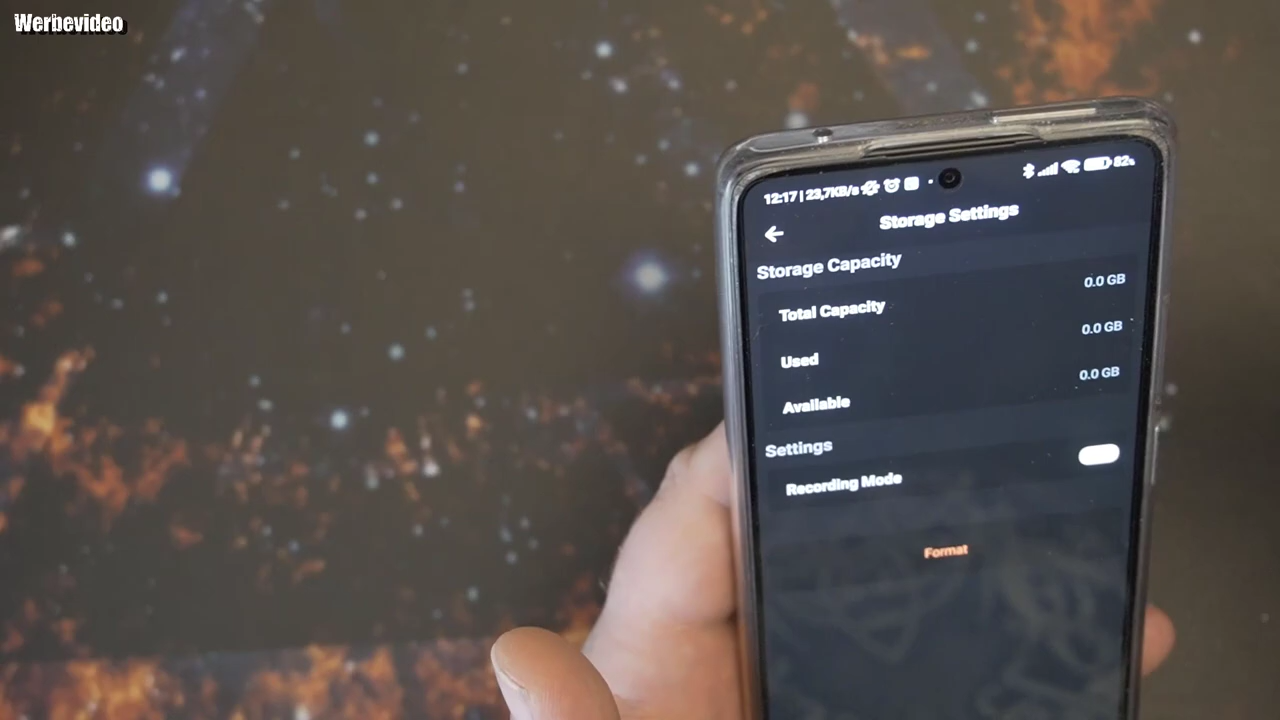 Werbevideo
12:17 | 23,7KB/s 82%
Storage Settings
Storage Capacity
Total Capacity 0.0 GB
Used 0.0 GB
Available 0.0 GB
Settings
Recording Mode
Format